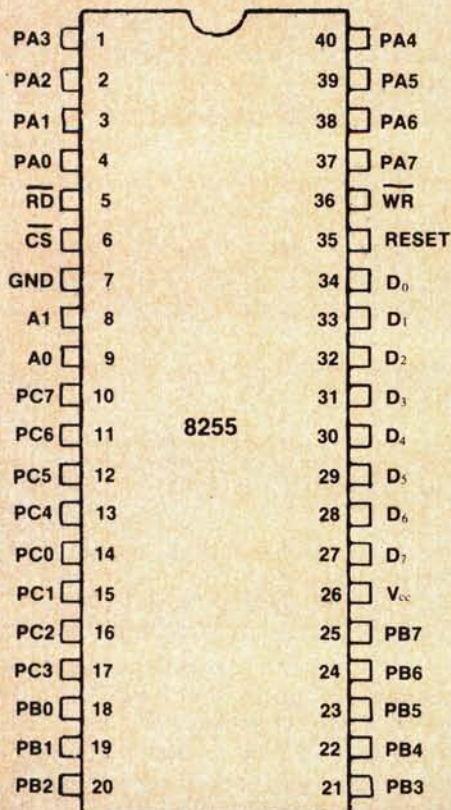 PA3 1 40 PA4
PA2 2 39 PA5
PA1 3 38 PA6
PA0 4 37 PA7
R̅D̅ 5 36 W̅R̅
C̅S̅ 6 35 RESET
GND 7 34 D₀
A1 8 33 D₁
A0 9 32 D₂
PC7 10 31 D₃
8255
PC6 11 30 D₄
PC5 12 29 D₅
PC4 13 28 D₆
PC0 14 27 D₇
PC1 15 26 Vcc
PC2 16 25 PB7
PC3 17 24 PB6
PB0 18 23 PB5
PB1 19 22 PB4
PB2 20 21 PB3